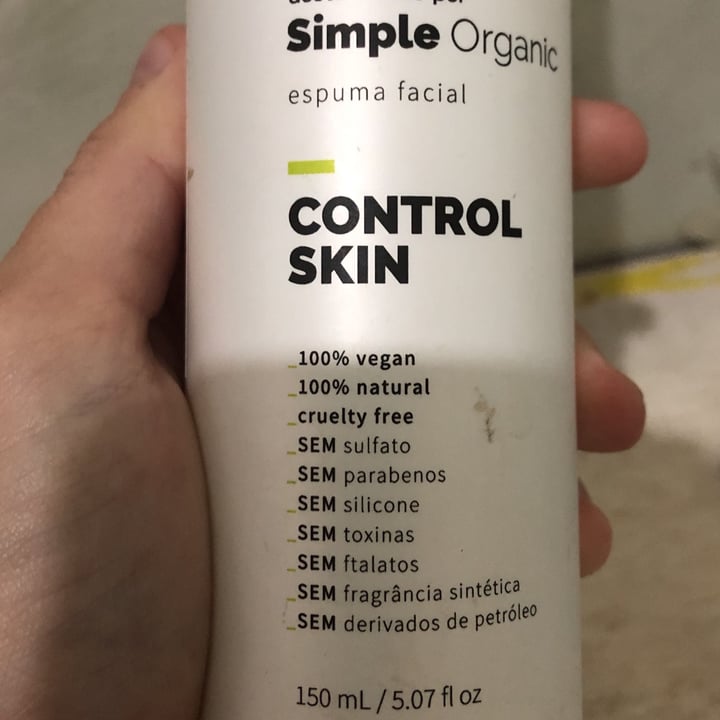 Simple Organic
espuma facial
CONTROL
SKIN
_100% vegan
_100% natural
_cruelty free
_SEM sulfato
_SEM parabenos
_SEM silicone
_SEM toxinas
_SEM ftalatos
_SEM fragrância sintética
_SEM derivados de petróleo
150 mL / 5.07 fl oz